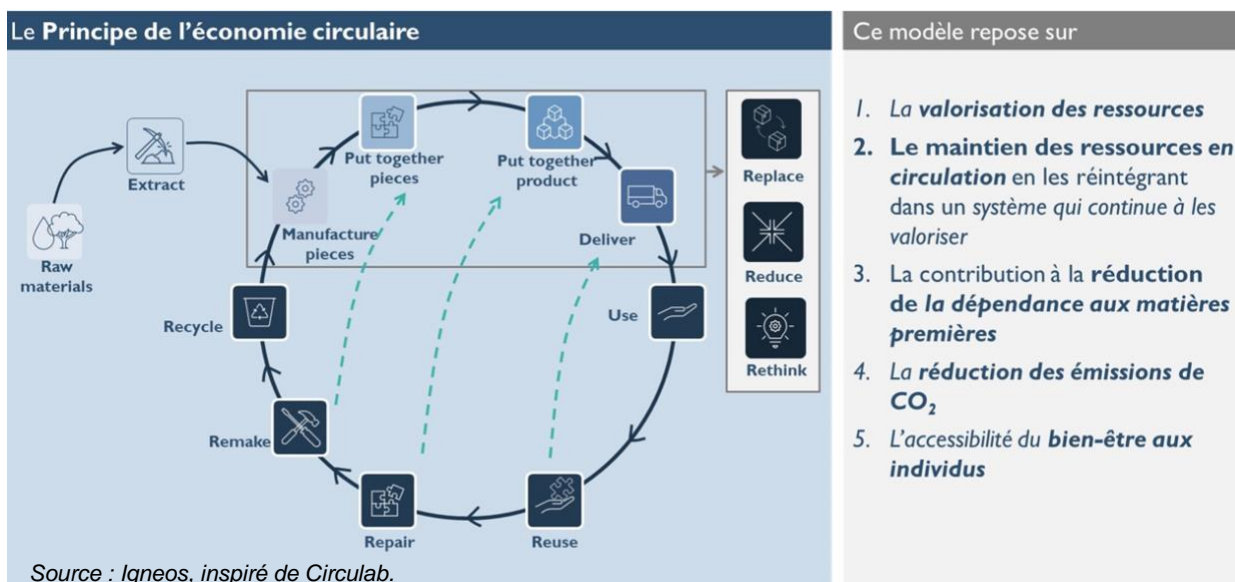 Le Principe de l'économie circulaire
Raw
materials
Extract
Manufacture
pieces
Put together
pieces
Put together
product
Deliver
Use
Reuse
Repair
Remake
Recycle
Replace
Reduce
Rethink
Source : Igneos, inspiré de Circulab.
Ce modèle repose sur
1. La valorisation des ressources
2. Le maintien des ressources en
circulation en les réintégrant
dans un système qui continue à les
valoriser
3. La contribution à la réduction
de la dépendance aux matières
premières
4. La réduction des émissions de
CO₂
5. L'accessibilité du bien-être aux
individus